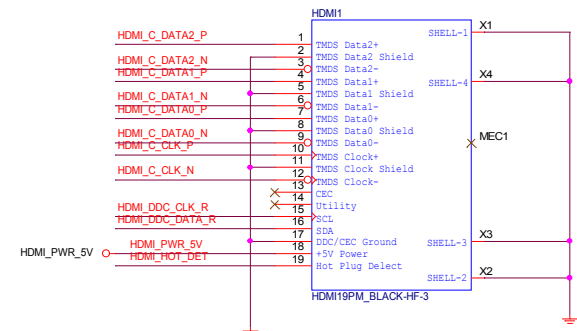 HDMI1
HDMI_C_DATA2_P 1 TMDS Data2+ SHELL-1 X1
2 TMDS Data2 Shield
HDMI_C_DATA2_N 3 TMDS Data2-
HDMI_C_DATA1_P 4 TMDS Data1+ SHELL-4 X4
5 TMDS Data1 Shield
HDMI_C_DATA1_N 6 TMDS Data1-
HDMI_C_DATA0_P 7 TMDS Data0+
8 TMDS Data0 Shield MEC1
HDMI_C_DATA0_N 9 TMDS Data0-
HDMI_C_CLK_P 10 TMDS Clock+
11 TMDS Clock Shield
HDMI_C_CLK_N 12 TMDS Clock-
13 CEC
14 Utility
HDMI_DDC_CLK_R 15 SCL
HDMI_DDC_DATA_R 16 SDA
17 DDC/CEC Ground SHELL-3 X3
HDMI_PWR_5V HDMI_PWR_5V 18 +5V Power
HDMI_HOT_DET 19 Hot Plug Delect
SHELL-2 X2
HDMI19PM_BLACK-HF-3